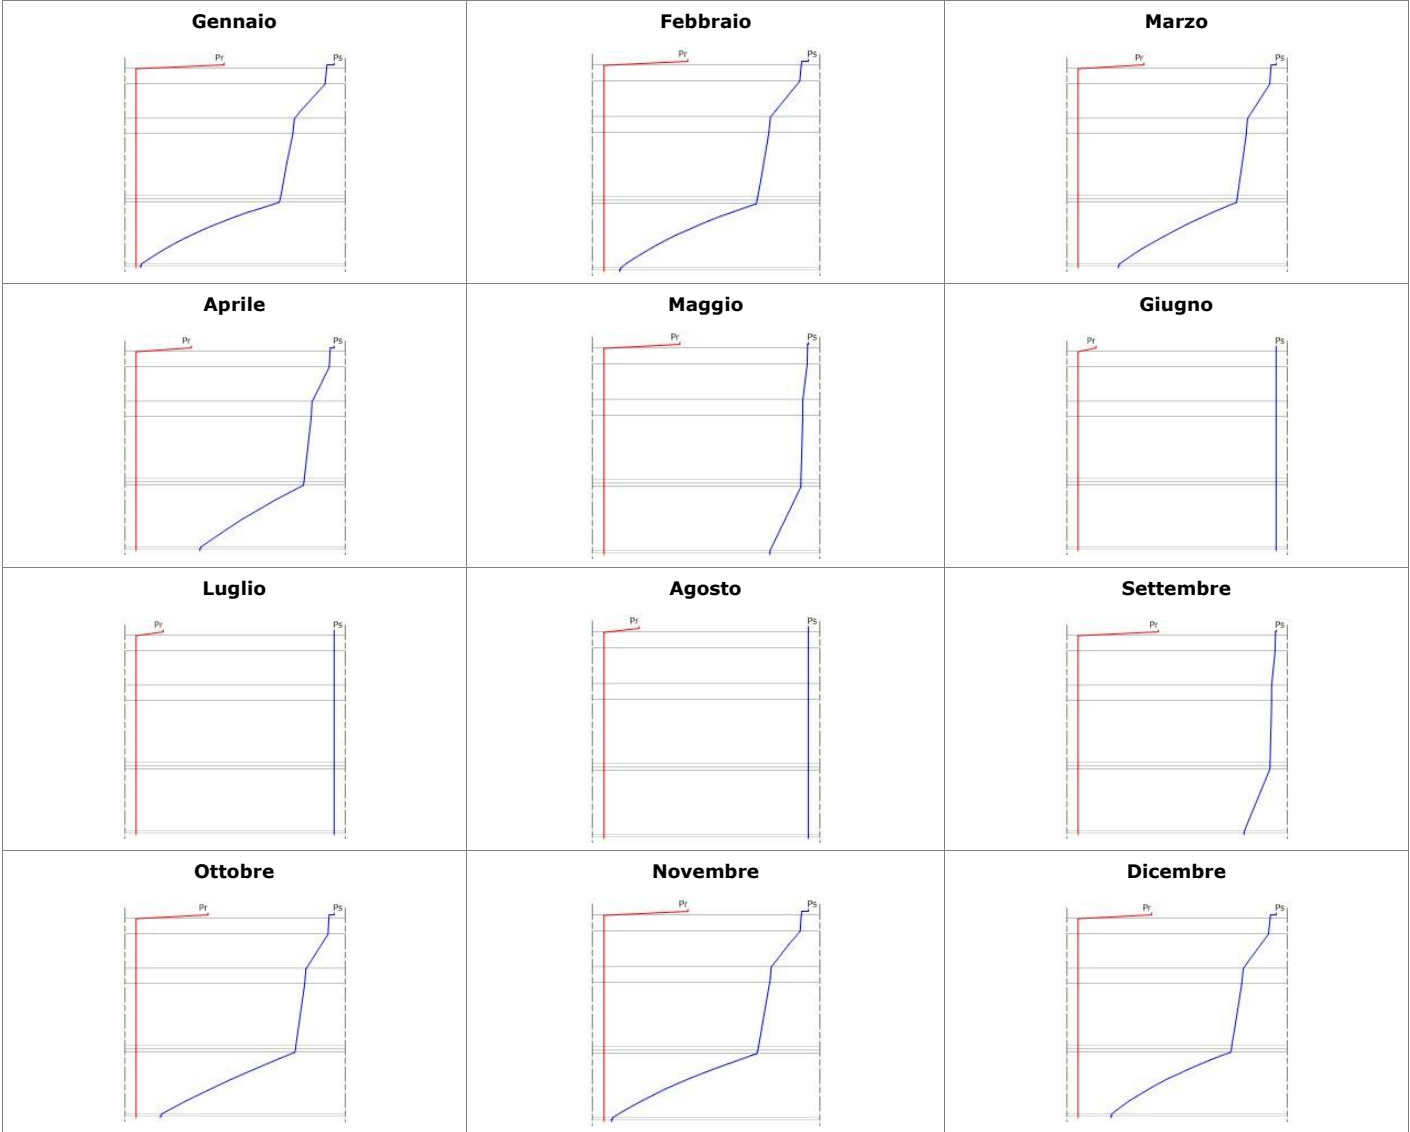 Gennaio
Febbraio
Marzo
Pr Ps
Pr Ps
Pr Ps
Aprile
Maggio
Giugno
Pr Ps
Pr Ps
Pr Ps
Luglio
Agosto
Settembre
Pr Ps
Pr Ps
Pr Ps
Ottobre
Novembre
Dicembre
Pr Ps
Pr Ps
Pr Ps